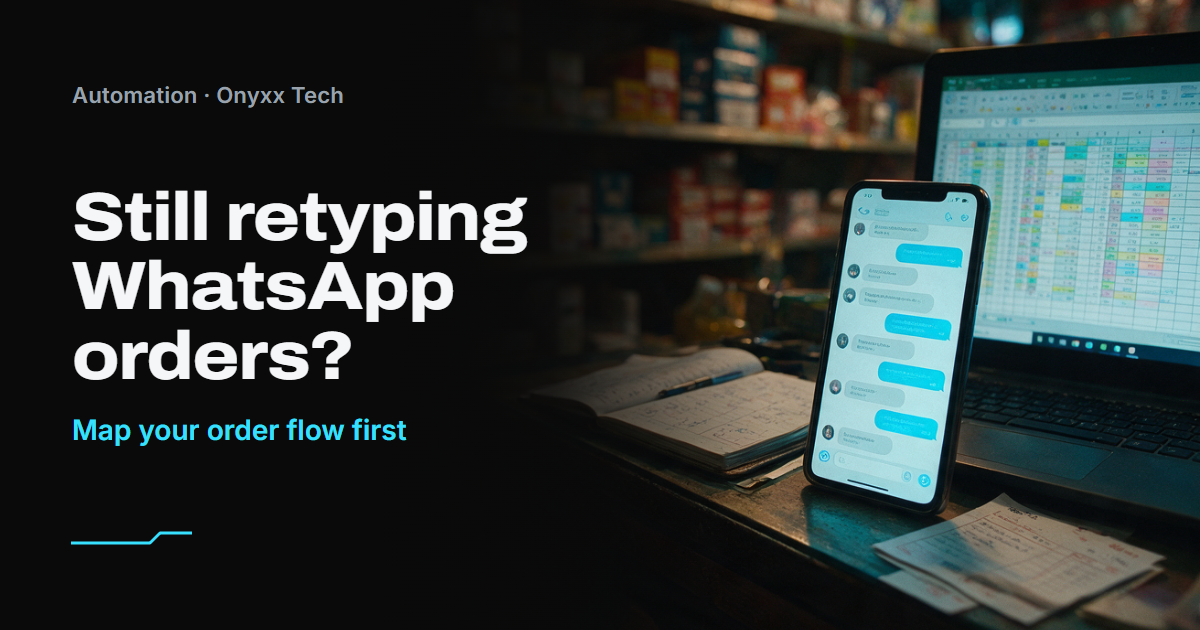 Automation · Onyxx Tech
Still retyping
WhatsApp
orders?
Map your order flow first